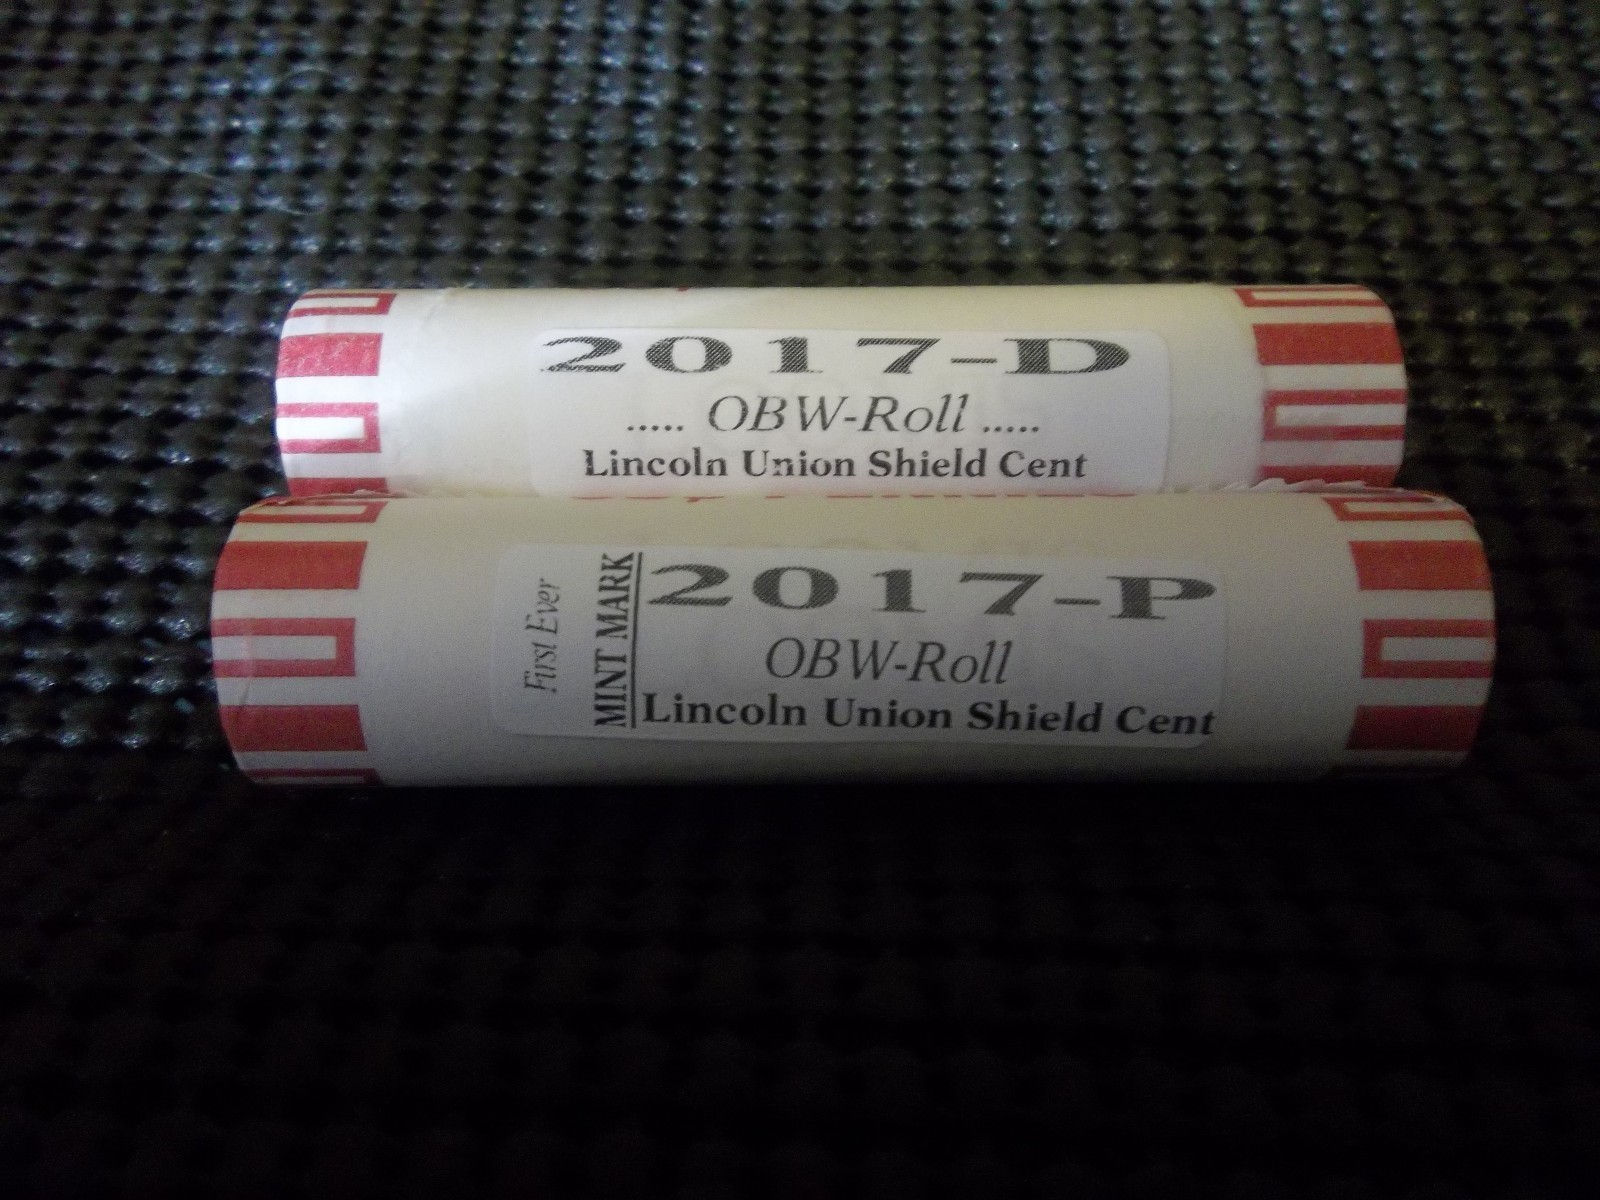 2017-D
..... OBW-Roll .....
Lincoln Union Shield Cent
First Ever
MINT MARK
2017-P
OBW-Roll
Lincoln Union Shield Cent